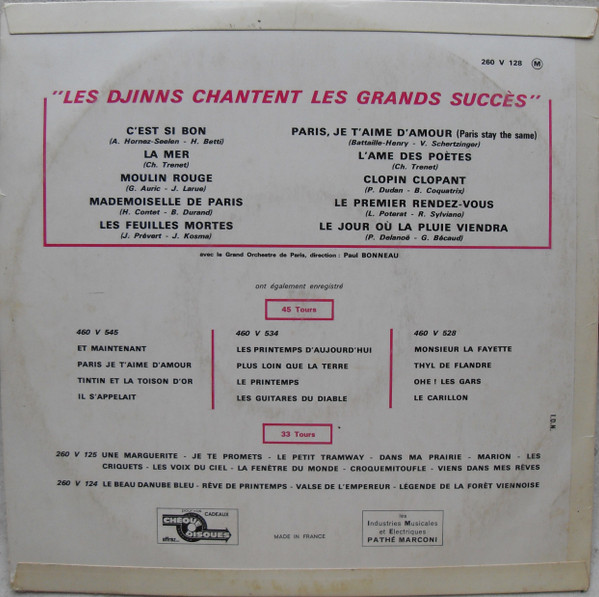 260 V 128 M
"LES DJINNS CHANTENT LES GRANDS SUCCÈS"
C'EST SI BON
(A. Hornez-Seelen - H. Betti)
LA MER
(Ch. Trenet)
MOULIN ROUGE
(G. Auric - J. Larue)
MADEMOISELLE DE PARIS
(H. Contet - B. Durand)
LES FEUILLES MORTES
(J. Prévert - J. Kosma)
PARIS, JE T'AIME D'AMOUR (Paris stay the same)
(Battaille-Henry - V. Schertzinger)
L'AME DES POÈTES
(Ch. Trenet)
CLOPIN CLOPANT
(P. Dudan - B. Coquatrix)
LE PREMIER RENDEZ-VOUS
(L. Poterat - R. Sylviano)
LE JOUR OÙ LA PLUIE VIENDRA
(P. Delanoë - G. Bécaud)
avec le Grand Orchestre de Paris, direction : Paul BONNEAU
ont également enregistré
45 Tours
460 V 545
ET MAINTENANT
PARIS JE T'AIME D'AMOUR
TINTIN ET LA TOISON D'OR
IL S'APPELAIT
460 V 534
LES PRINTEMPS D'AUJOURD'HUI
PLUS LOIN QUE LA TERRE
LE PRINTEMPS
LES GUITARES DU DIABLE
460 V 528
MONSIEUR LA FAYETTE
THYL DE FLANDRE
OHE ! LES GARS
LE CARILLON
I.D.N.
33 Tours
260 V 125 UNE MARGUERITE - JE TE PROMETS - LE PETIT TRAMWAY - DANS MA PRAIRIE - MARION - LES
CRIQUETS - LES VOIX DU CIEL - LA FENÊTRE DU MONDE - CROQUEMITOUFLE - VIENS DANS MES RÊVES
260 V 124 LE BEAU DANUBE BLEU - RÊVE DE PRINTEMPS - VALSE DE L'EMPEREUR - LÉGENDE DE LA FORÊT VIENNOISE
CADEAUX
CHÈQUE
DISQUES
offrez...
MADE IN FRANCE
les
Industries Musicales
et Electriques
PATHÉ MARCONI